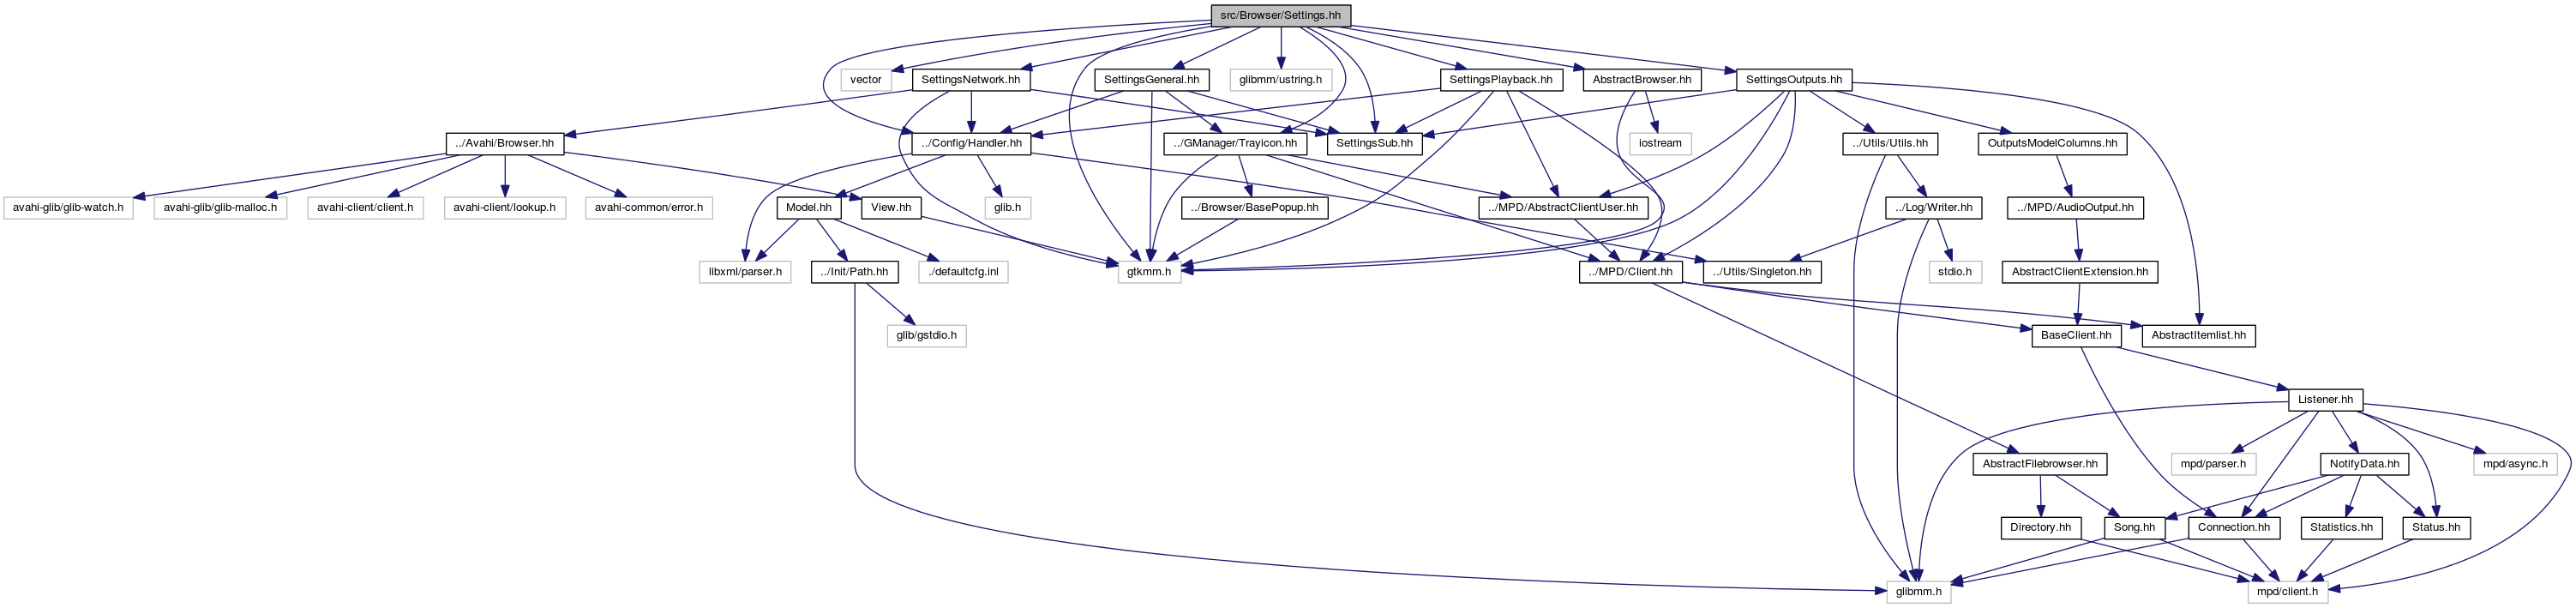 src/Browser/Settings.hh
vector
SettingsNetwork.hh
SettingsGeneral.hh
glibmm/ustring.h
SettingsPlayback.hh
AbstractBrowser.hh
SettingsOutputs.hh
../Avahi/Browser.hh
../Config/Handler.hh
../GManager/Trayicon.hh
SettingsSub.hh
iostream
../Utils/Utils.hh
OutputsModelColumns.hh
avahi-glib/glib-watch.h
avahi-glib/glib-malloc.h
avahi-client/client.h
avahi-client/lookup.h
avahi-common/error.h
Model.hh
View.hh
glib.h
../Browser/BasePopup.hh
../MPD/AbstractClientUser.hh
../Log/Writer.hh
../MPD/AudioOutput.hh
libxml/parser.h
../Init/Path.hh
./defaultcfg.inl
gtkmm.h
../MPD/Client.hh
../Utils/Singleton.hh
stdio.h
AbstractClientExtension.hh
glib/gstdio.h
BaseClient.hh
AbstractItemlist.hh
Listener.hh
AbstractFilebrowser.hh
mpd/parser.h
NotifyData.hh
mpd/async.h
Directory.hh
Song.hh
Connection.hh
Statistics.hh
Status.hh
glibmm.h
mpd/client.h